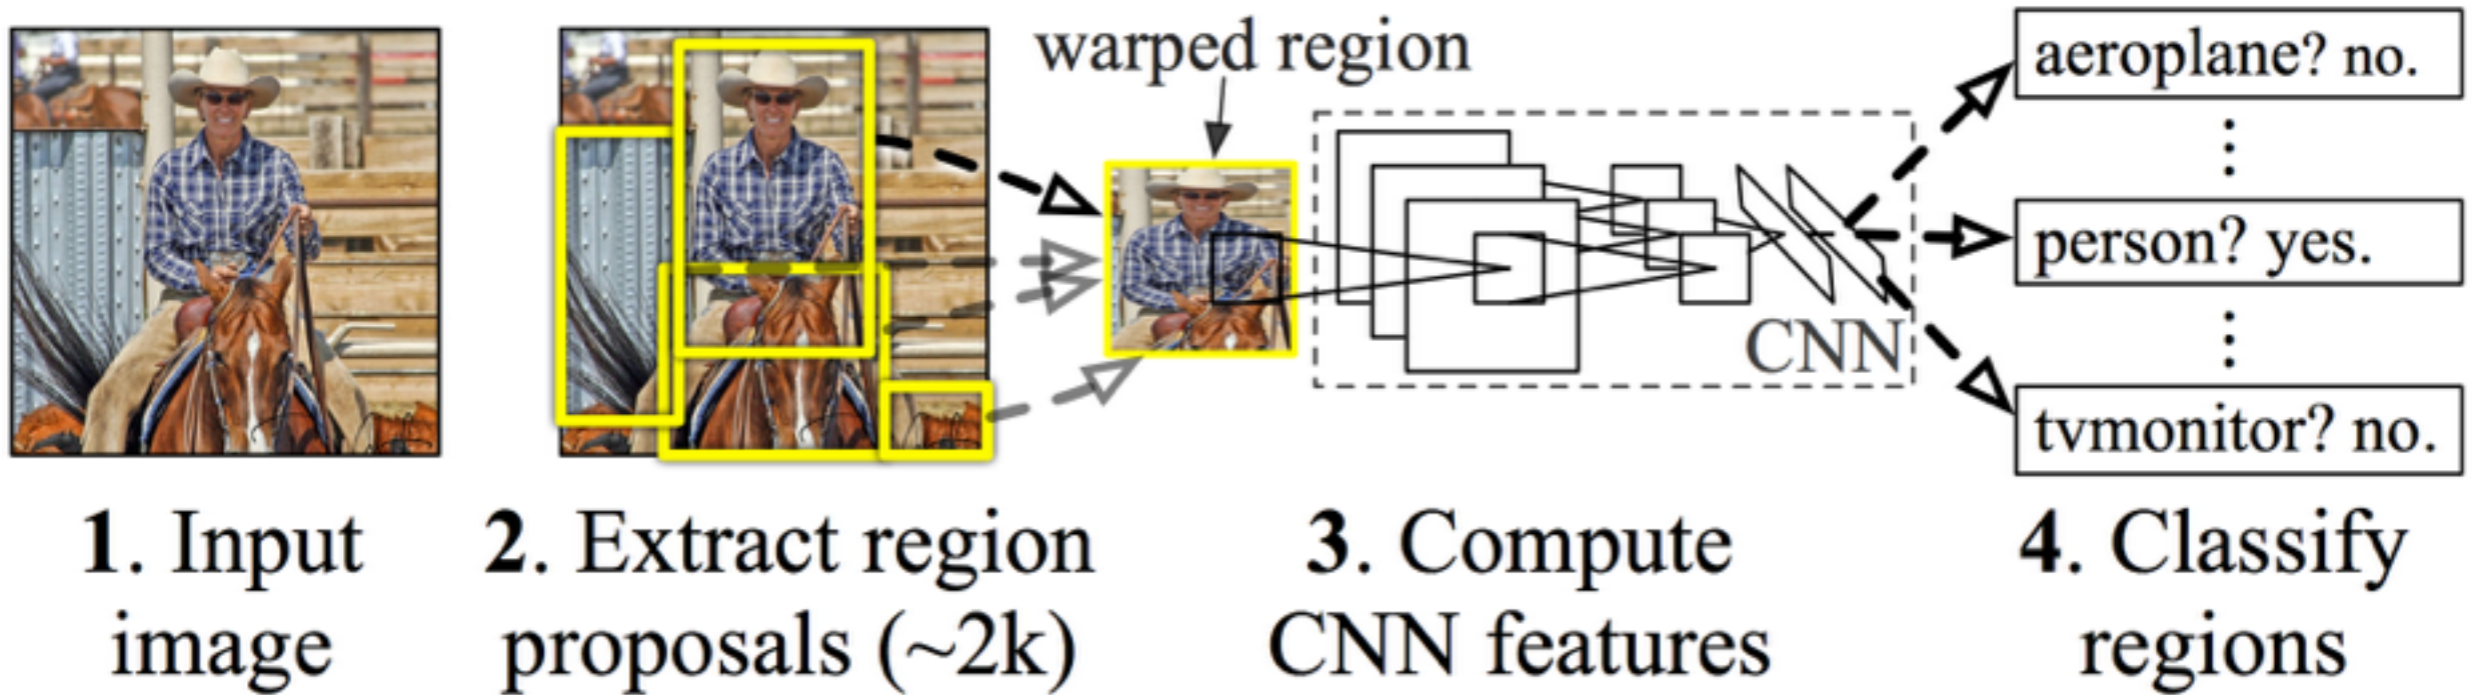 warped region
aeroplane? no.
person? yes.
CNN
tvmonitor? no.
1. Input
image
2. Extract region
proposals (~2k)
3. Compute
CNN features
4. Classify
regions